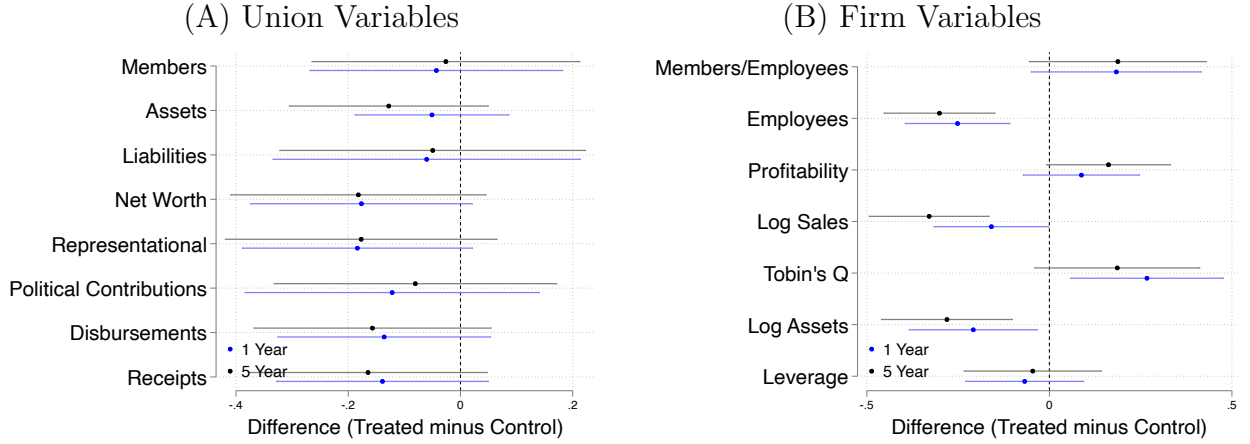 (A) Union Variables
Members
Assets
Liabilities
Net Worth
Representational
Political Contributions
Disbursements
Receipts
1 Year
5 Year
-.4 -.2 0 .2
Difference (Treated minus Control)
(B) Firm Variables
Members/Employees
Employees
Profitability
Log Sales
Tobin's Q
Log Assets
Leverage
1 Year
5 Year
-.5 0 .5
Difference (Treated minus Control)